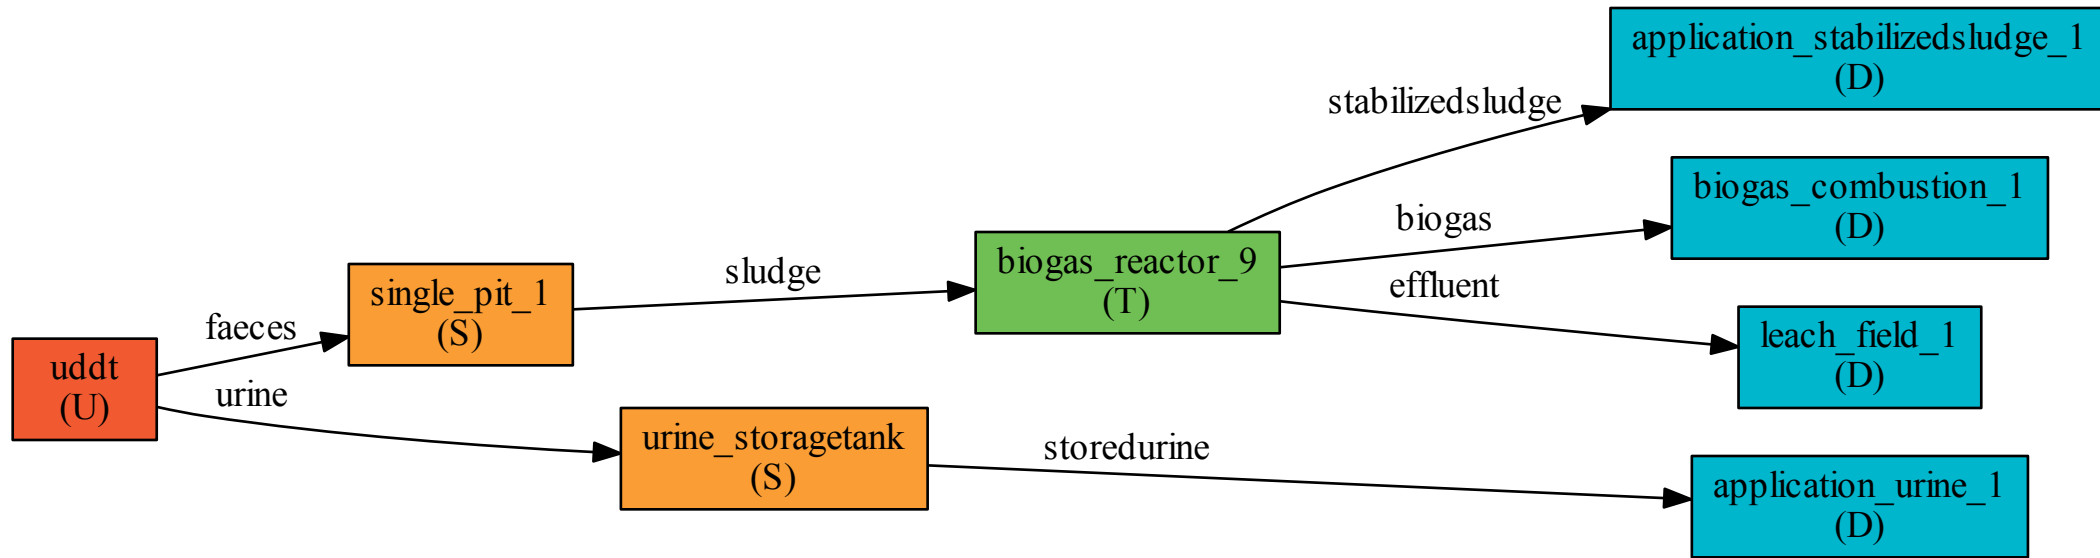 application_stabilizedsludge_1
(D)
stabilizedsludge
biogas_combustion_1
(D)
biogas
biogas_reactor_9
(T)
effluent
sludge
single_pit_1
(S)
leach_field_1
(D)
faeces
uddt
(U)
urine
urine_storagetank
(S)
storedurine
application_urine_1
(D)